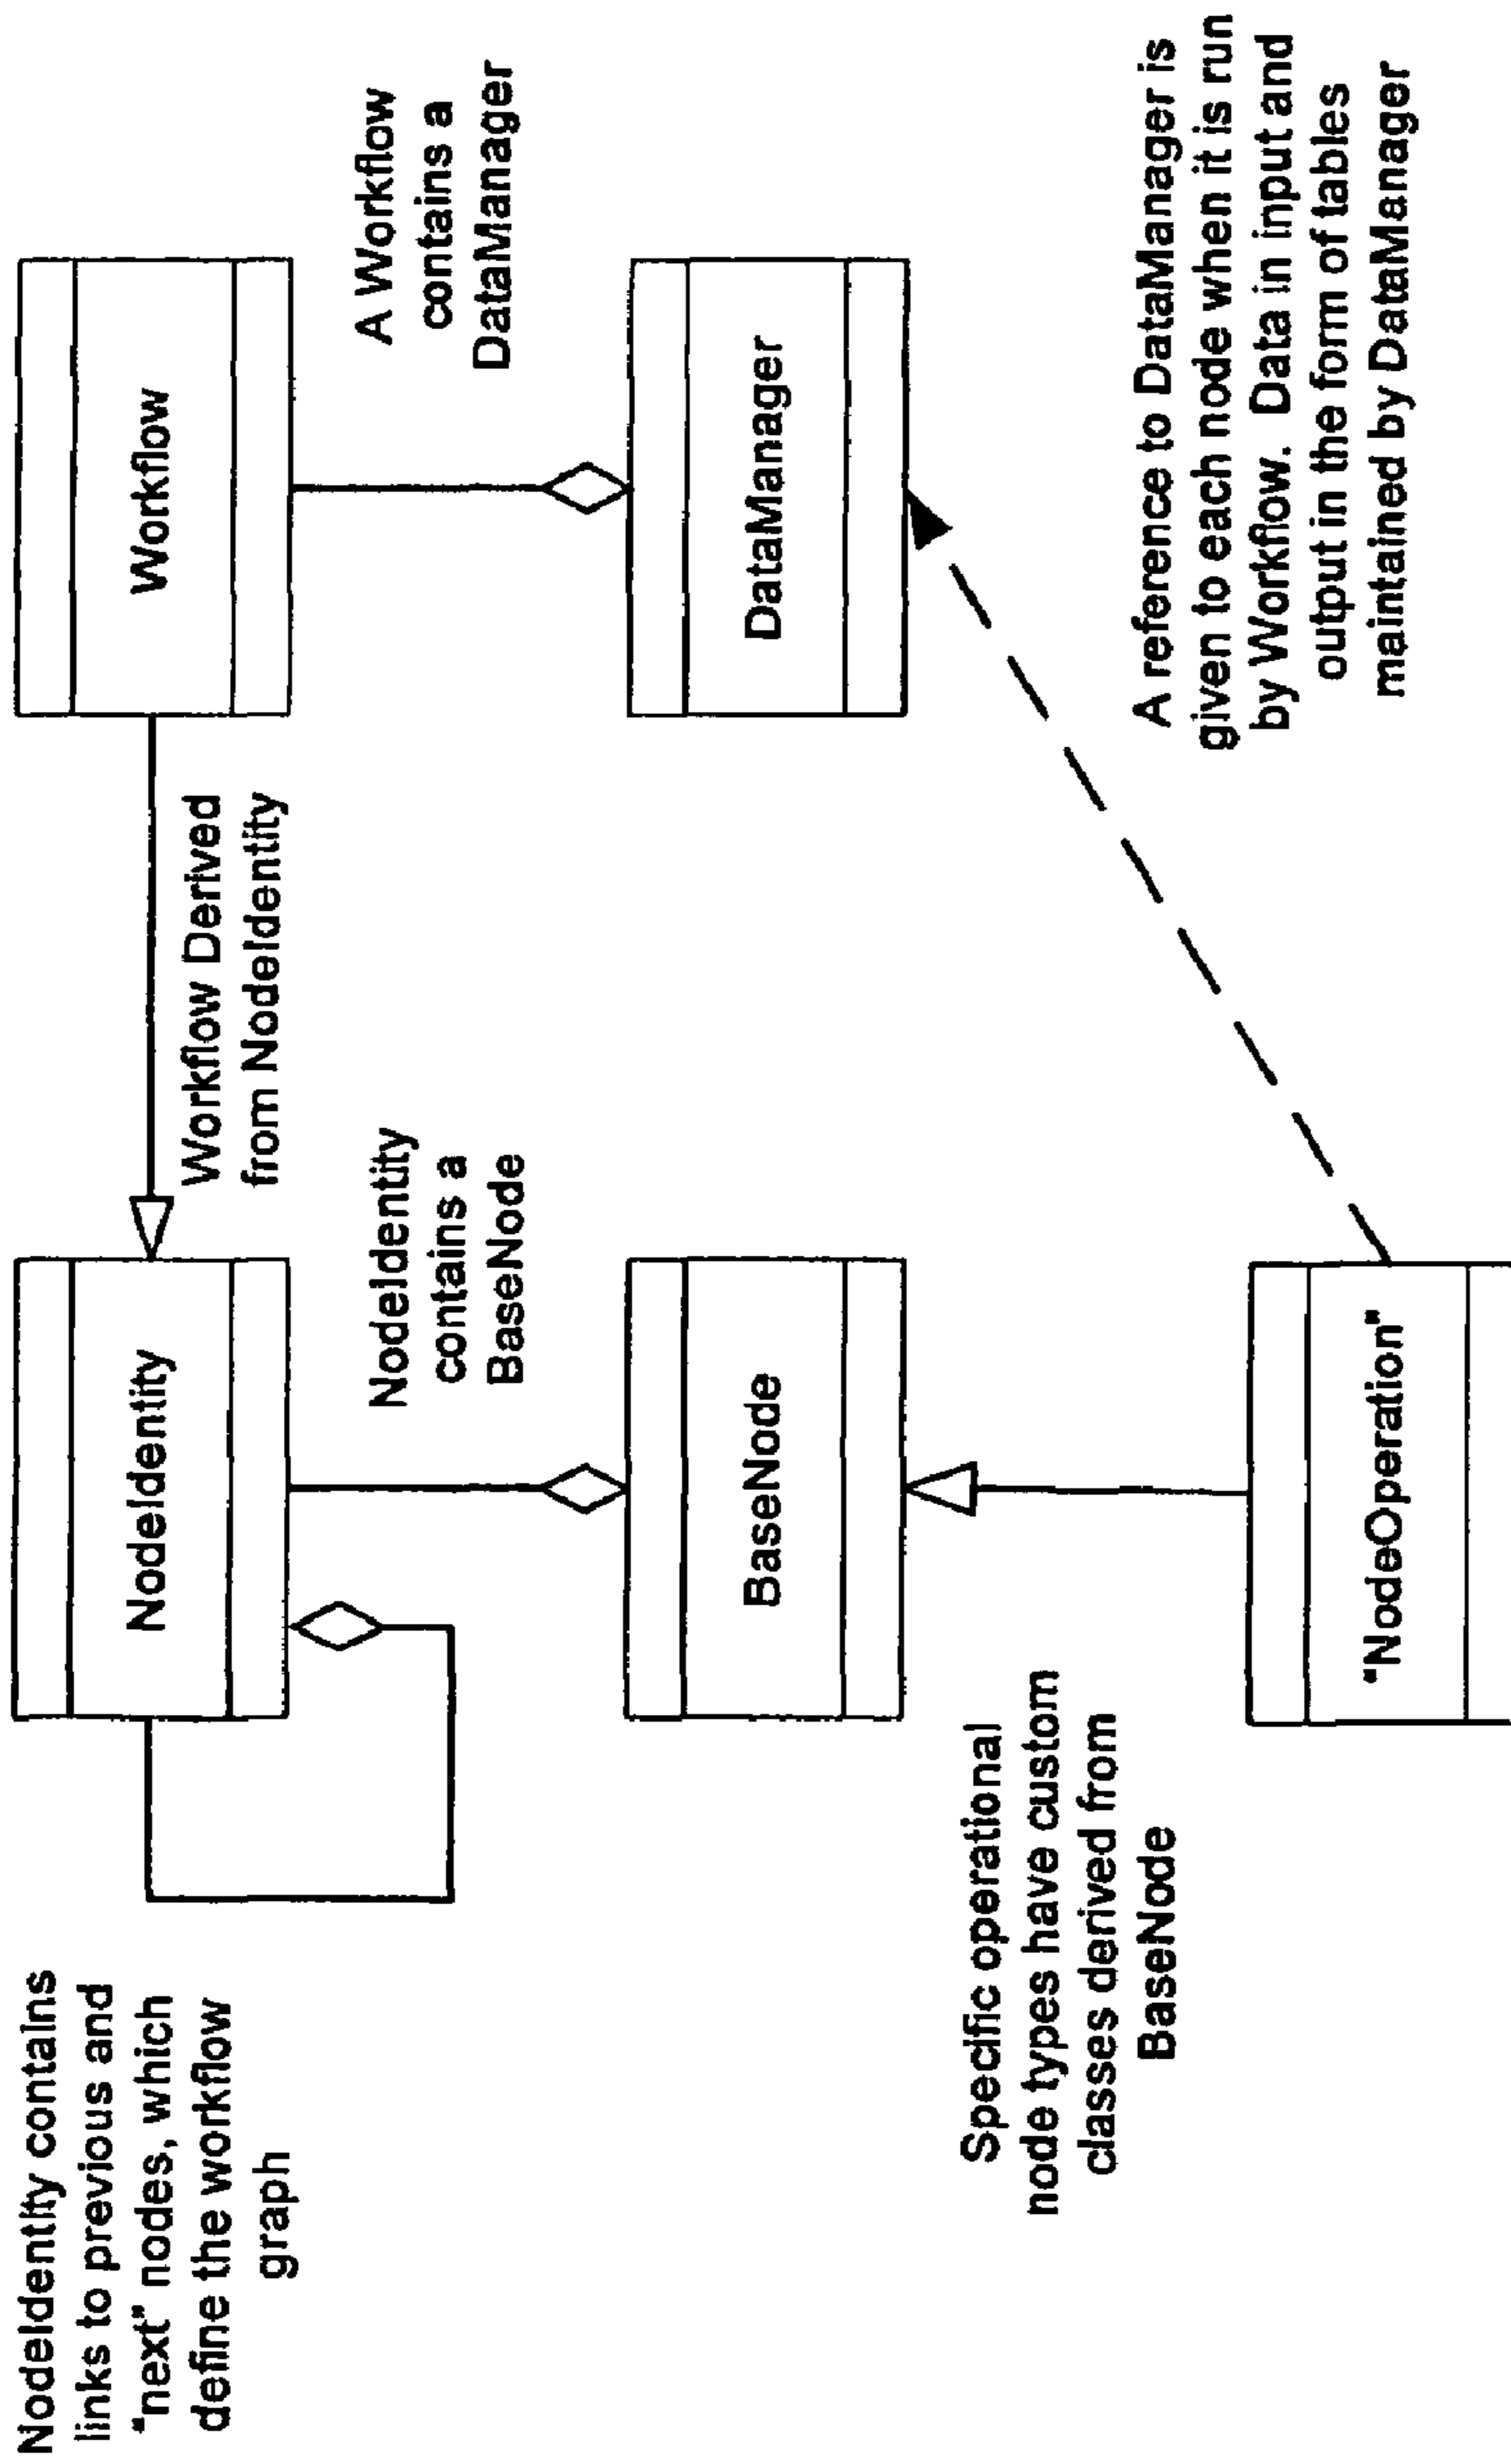 NodeIdentity contains
links to previous and
"next" nodes, which
define the workflow
graph
NodeIdentity
Workflow Derived
from NodeIdentity
Workflow
NodeIdentity
contains a
BaseNode
A Workflow
contains a
DataManager
BaseNode
DataManager
Specific operational
node types have custom
classes derived from
BaseNode
A reference to DataManager is
given to each node when it is run
by Workflow. Data in input and
output in the form of tables
maintained by DataManager
"NodeOperation"